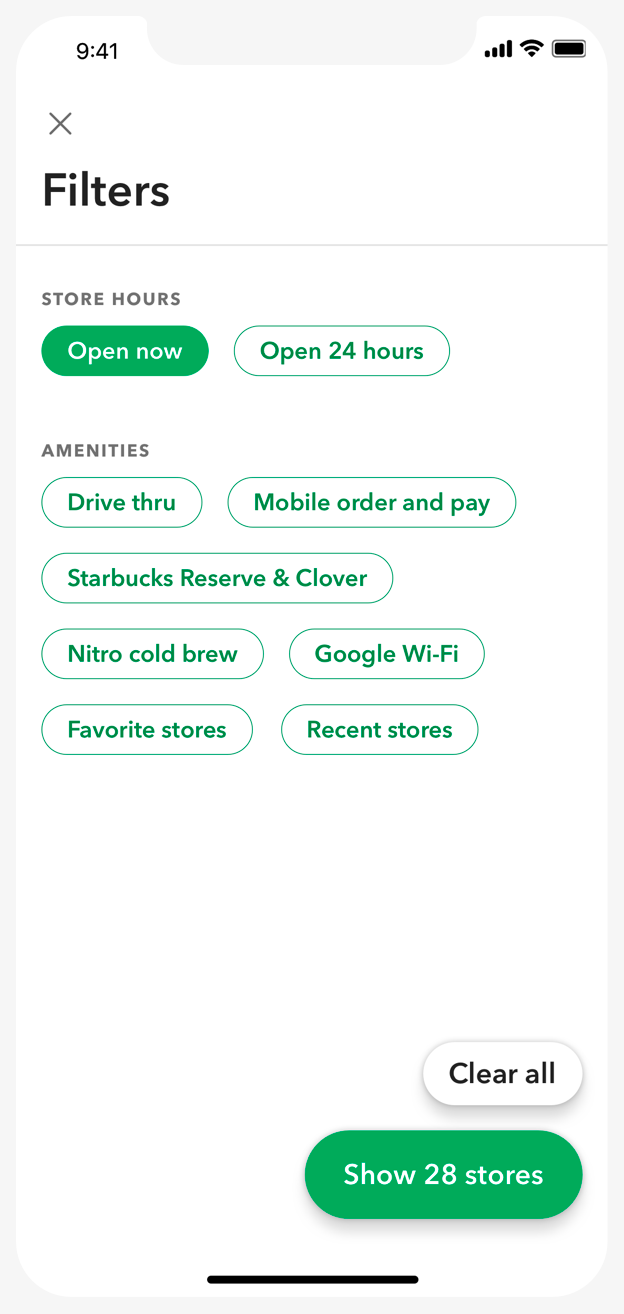 9:41
Filters
STORE HOURS
Open now Open 24 hours
AMENITIES
Drive thru Mobile order and pay
Starbucks Reserve & Clover
Nitro cold brew Google Wi-Fi
Favorite stores Recent stores
Clear all
Show 28 stores